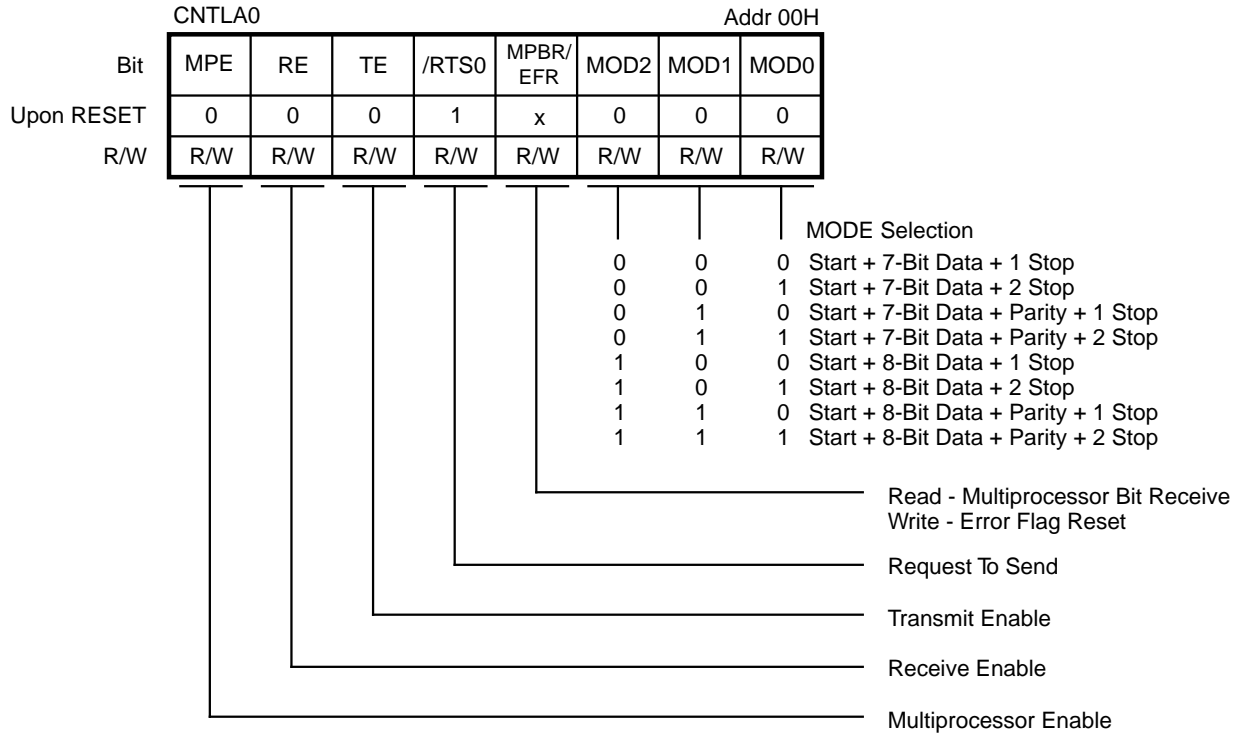 CNTLA0 Addr 00H
Bit MPE RE TE /RTS0 MPBR/ EFR MOD2 MOD1 MOD0
Upon RESET 0 0 0 1 x 0 0 0
R/W R/W R/W R/W R/W R/W R/W R/W R/W
MODE Selection
0 0 0 Start + 7-Bit Data + 1 Stop
0 0 1 Start + 7-Bit Data + 2 Stop
0 1 0 Start + 7-Bit Data + Parity + 1 Stop
0 1 1 Start + 7-Bit Data + Parity + 2 Stop
1 0 0 Start + 8-Bit Data + 1 Stop
1 0 1 Start + 8-Bit Data + 2 Stop
1 1 0 Start + 8-Bit Data + Parity + 1 Stop
1 1 1 Start + 8-Bit Data + Parity + 2 Stop
Read - Multiprocessor Bit Receive
Write - Error Flag Reset
Request To Send
Transmit Enable
Receive Enable
Multiprocessor Enable